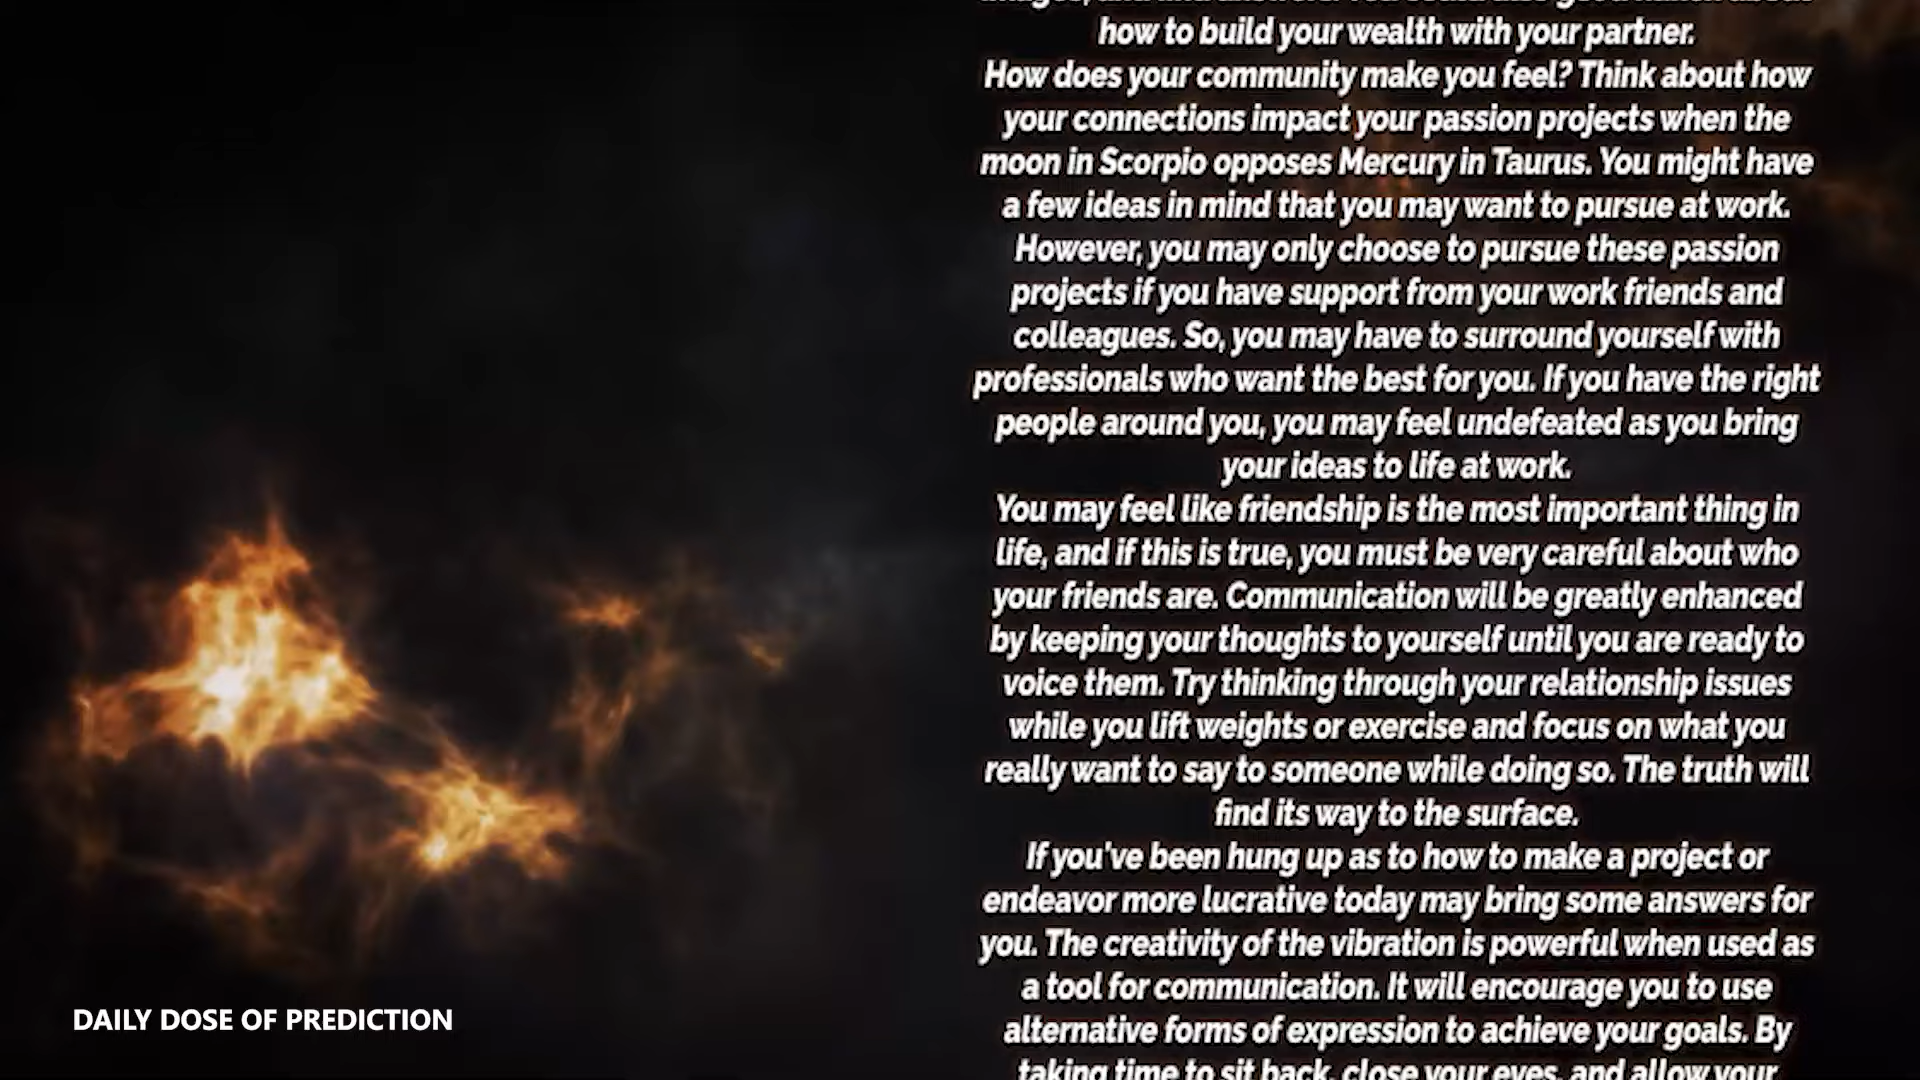 how to build your wealth with your partner.
How does your community make you feel? Think about how
your connections impact your passion projects when the
moon in Scorpio opposes Mercury in Taurus. You might have
a few ideas in mind that you may want to pursue at work.
However, you may only choose to pursue these passion
projects if you have support from your work friends and
colleagues. So, you may have to surround yourself with
professionals who want the best for you. If you have the right
people around you, you may feel undefeated as you bring
your ideas to life at work.
You may feel like friendship is the most important thing in
life, and if this is true, you must be very careful about who
your friends are. Communication will be greatly enhanced
by keeping your thoughts to yourself until you are ready to
voice them. Try thinking through your relationship issues
while you lift weights or exercise and focus on what you
really want to say to someone while doing so. The truth will
find its way to the surface.
If you've been hung up as to how to make a project or
endeavor more lucrative today may bring some answers for
you. The creativity of the vibration is powerful when used as
a tool for communication. It will encourage you to use
alternative forms of expression to achieve your goals. By
taking time to sit back, close your eyes, and allow your
DAILY DOSE OF PREDICTION